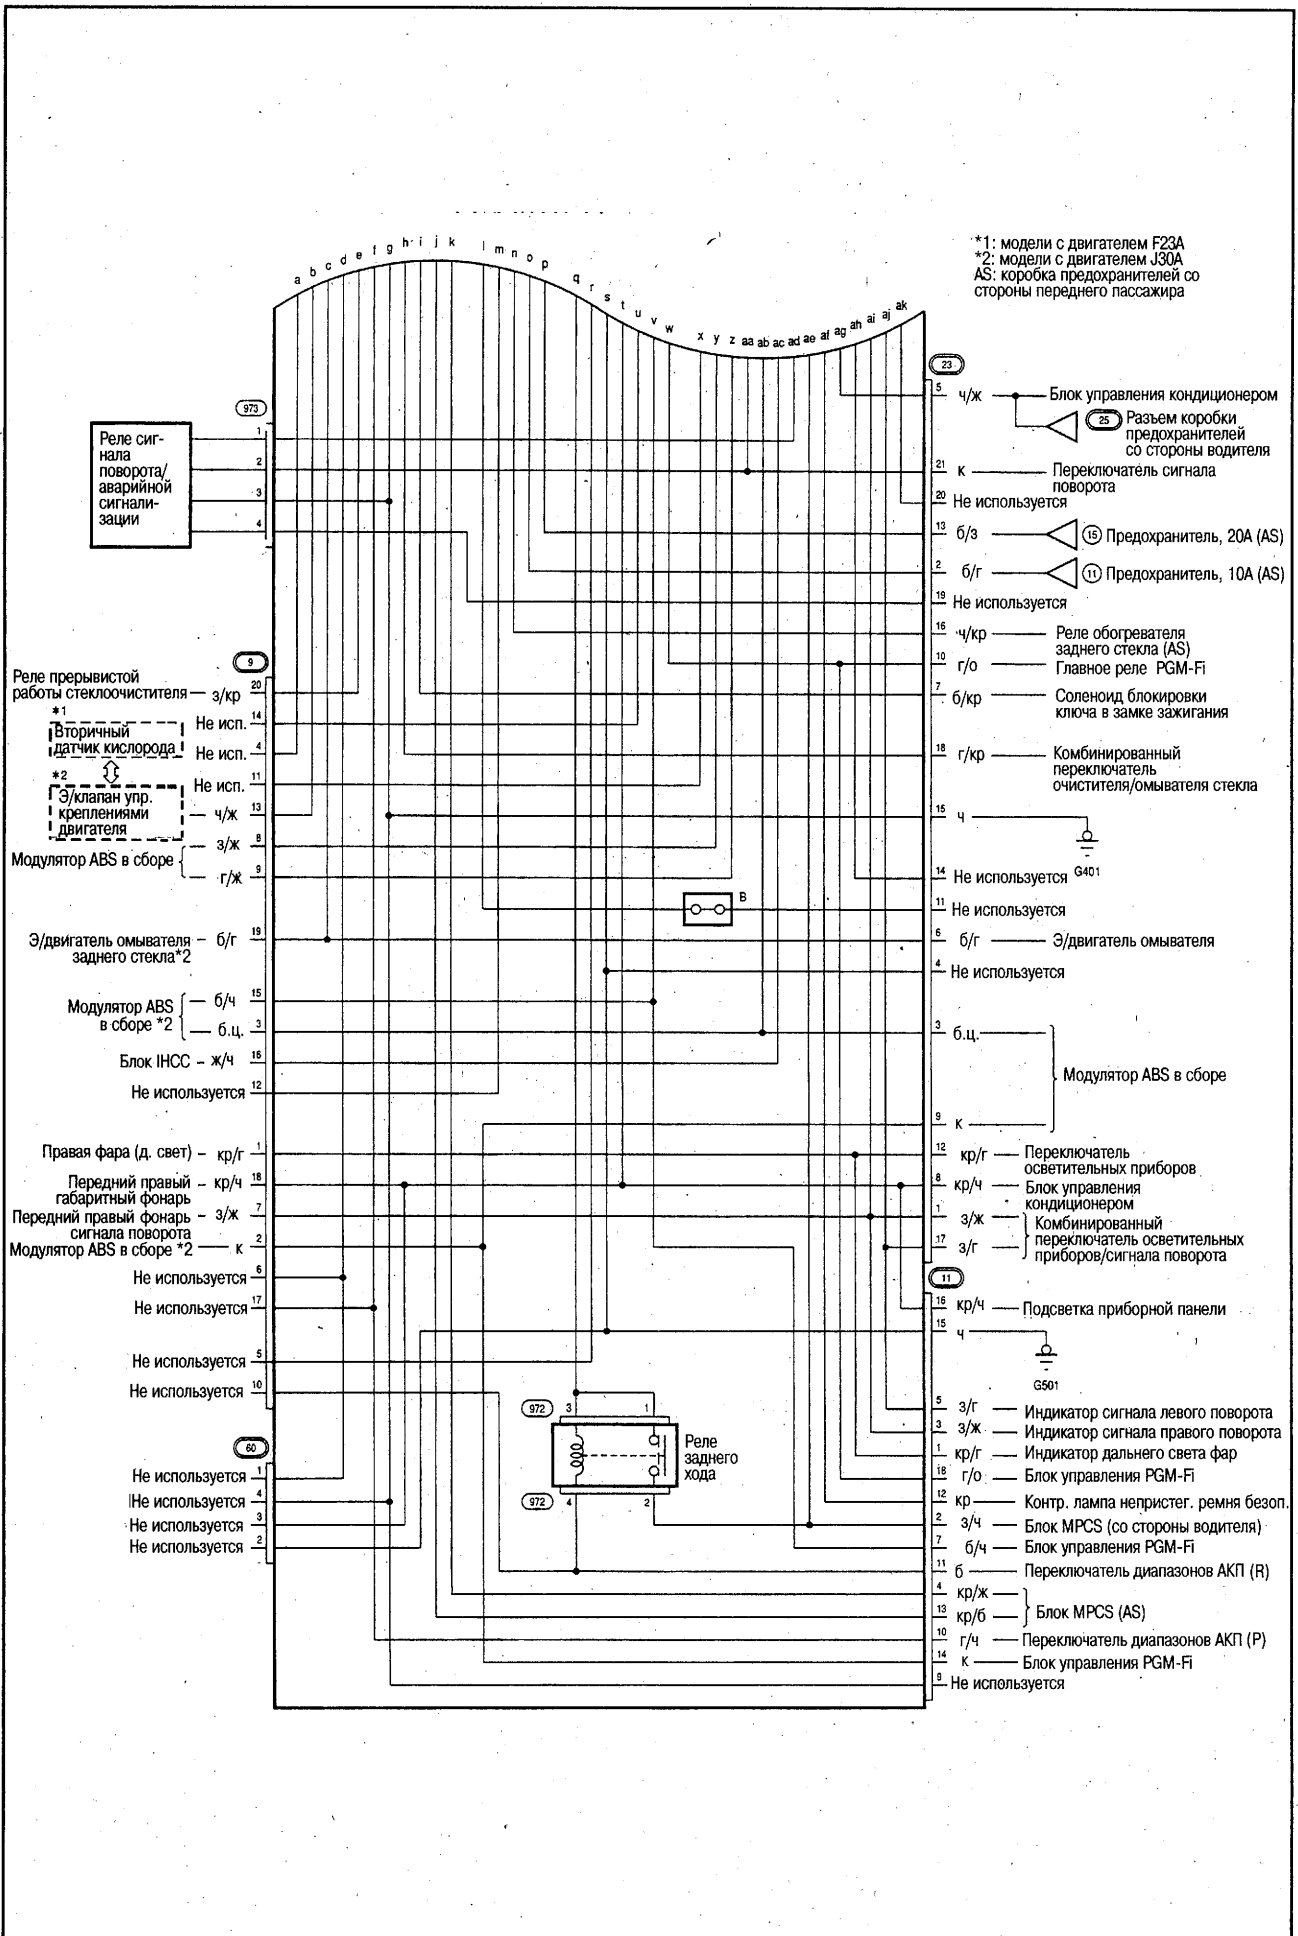 a b c d e f g h i j k l m n o p q r s t u v w x y z aa ab ac ad ae af ag ah ai aj ak
*1: модели с двигателем F23A
*2: модели с двигателем J30A
AS: коробка предохранителей со
стороны переднего пассажира
973
Реле сиг-
нала
поворота/
аварийной
сигнали-
зации
1
2
3
4
9
Реле прерывистой
работы стеклоочистителя з/кр 20
*1
Вторичный
датчик кислорода
*2
Э/клапан упр.
креплениями
двигателя
Не исп. 14
Не исп. 4
Не исп. 11
ч/ж 13
Модулятор ABS в сборе
з/ж 8
г/ж 9
Э/двигатель омывателя б/г 19
заднего стекла*2
Модулятор ABS
в сборе *2
б/ч 15
б.ц. 3
Блок IHCC ж/ч 16
Не используется 12
Правая фара (д. свет) кр/г 1
Передний правый кр/ч 18
габаритный фонарь
Передний правый фонарь з/ж 7
сигнала поворота
Модулятор ABS в сборе *2 к 2
Не используется 6
Не используется 17
Не используется 5
Не используется 10
60
Не используется 1
Не используется 4
Не используется 3
Не используется 2
B
972
3 1
Реле
заднего
хода
972
4 2
23
5 ч/ж Блок управления кондиционером
25 Разъем коробки
предохранителей
со стороны водителя
21 к Переключатель сигнала
поворота
20 Не используется
13 б/з 15 Предохранитель, 20А (AS)
2 б/г 11 Предохранитель, 10А (AS)
19 Не используется
16 ч/кр Реле обогревателя
заднего стекла (AS)
10 г/о Главное реле PGM-Fi
7 б/кр Соленоид блокировки
ключа в замке зажигания
18 г/кр Комбинированный
переключатель
очистителя/омывателя стекла
15 ч
G401
14 Не используется
11 Не используется
6 б/г Э/двигатель омывателя
4 Не используется
3 б.ц.
Модулятор ABS в сборе
9 к
12 кр/г Переключатель
осветительных приборов
8 кр/ч Блок управления
кондиционером
1 з/ж Комбинированный
переключатель осветительных
17 з/г приборов/сигнала поворота
11
16 кр/ч Подсветка приборной панели
15 ч
G501
5 з/г Индикатор сигнала левого поворота
3 з/ж Индикатор сигнала правого поворота
1 кр/г Индикатор дальнего света фар
18 г/о Блок управления PGM-Fi
12 кр Контр. лампа непристег. ремня безоп.
2 з/ч Блок MPCS (со стороны водителя)
7 б/ч Блок управления PGM-Fi
11 б Переключатель диапазонов АКП (R)
4 кр/ж
13 кр/б
Блок MPCS (AS)
10 г/ч Переключатель диапазонов АКП (P)
14 к Блок управления PGM-Fi
9 Не используется